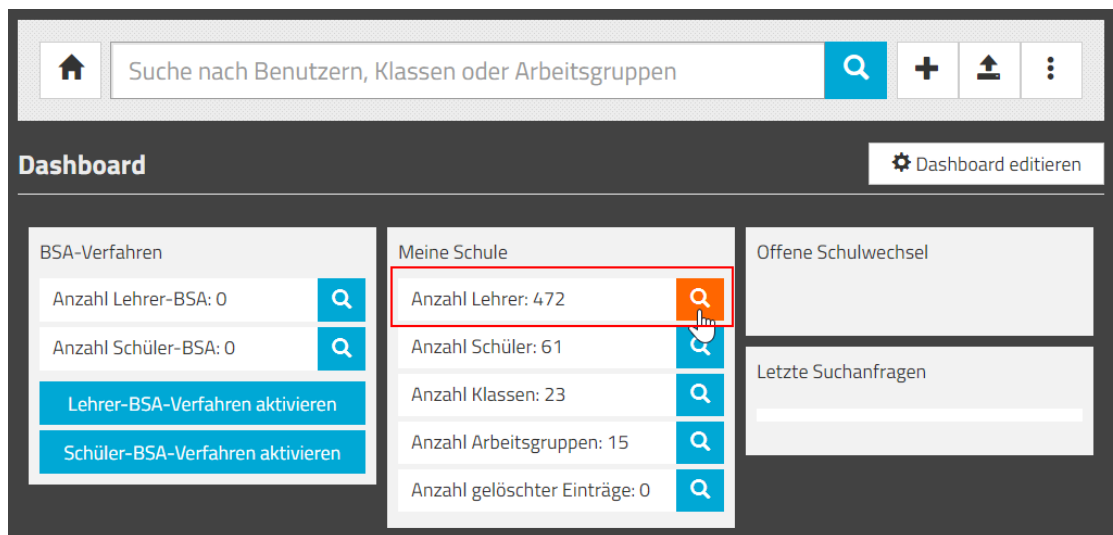 Suche nach Benutzern, Klassen oder Arbeitsgruppen
Dashboard
Dashboard editieren
BSA-Verfahren
Anzahl Lehrer-BSA: 0
Anzahl Schüler-BSA: 0
Lehrer-BSA-Verfahren aktivieren
Schüler-BSA-Verfahren aktivieren
Meine Schule
Anzahl Lehrer: 472
Anzahl Schüler: 61
Anzahl Klassen: 23
Anzahl Arbeitsgruppen: 15
Anzahl gelöschter Einträge: 0
Offene Schulwechsel
Letzte Suchanfragen